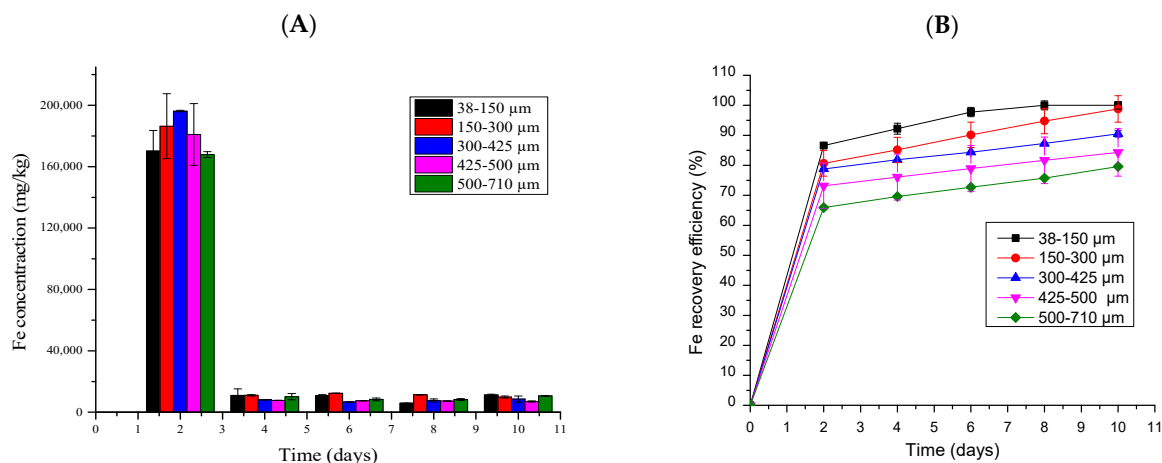 (A)
Fe concentraction (mg/kg)
200,000
160,000
120,000
80,000
40,000
0
0 1 2 3 4 5 6 7 8 9 10 11
Time (days)
38-150 µm
150-300 µm
300-425 µm
425-500 µm
500-710 µm
(B)
Fe recovery efficiency (%)
110
100
90
80
70
60
50
40
30
20
10
0
0 1 2 3 4 5 6 7 8 9 10 11
Time (days)
38-150 µm
150-300 µm
300-425 µm
425-500 µm
500-710 µm